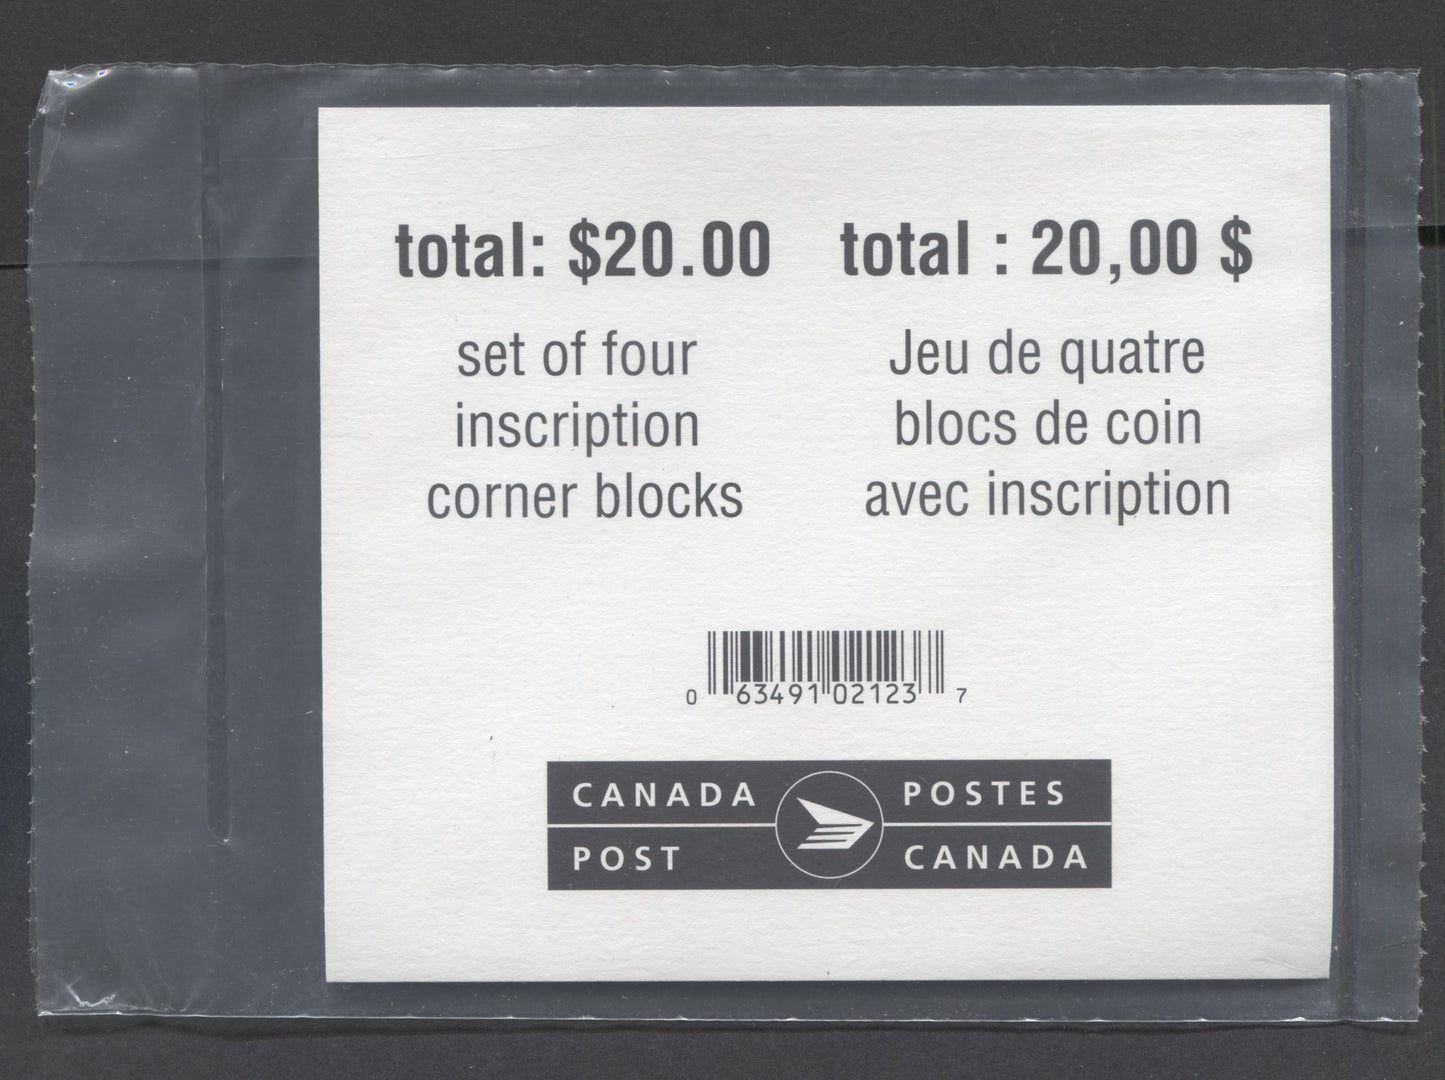 total: $20.00
set of four
inscription
corner blocks
total : 20,00 $
Jeu de quatre
blocs de coin
avec inscription
0 63491 02123 7
CANADA POST
POSTES CANADA